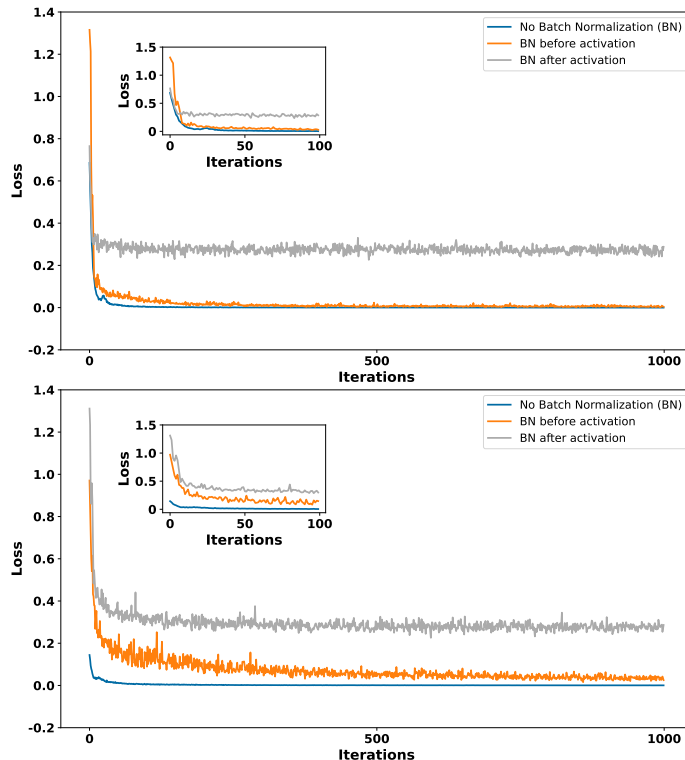 1.4
1.2
1.0
0.8
0.6
0.4
0.2
0.0
-0.2
Loss
0
500
1000
Iterations
No Batch Normalization (BN)
BN before activation
BN after activation
1.5
1.0
0.5
0
Loss
0
50
100
Iterations
1.4
1.2
1.0
0.8
0.6
0.4
0.2
0.0
-0.2
Loss
0
500
1000
Iterations
No Batch Normalization (BN)
BN before activation
BN after activation
1.5
1.0
0.5
0
Loss
0
50
100
Iterations